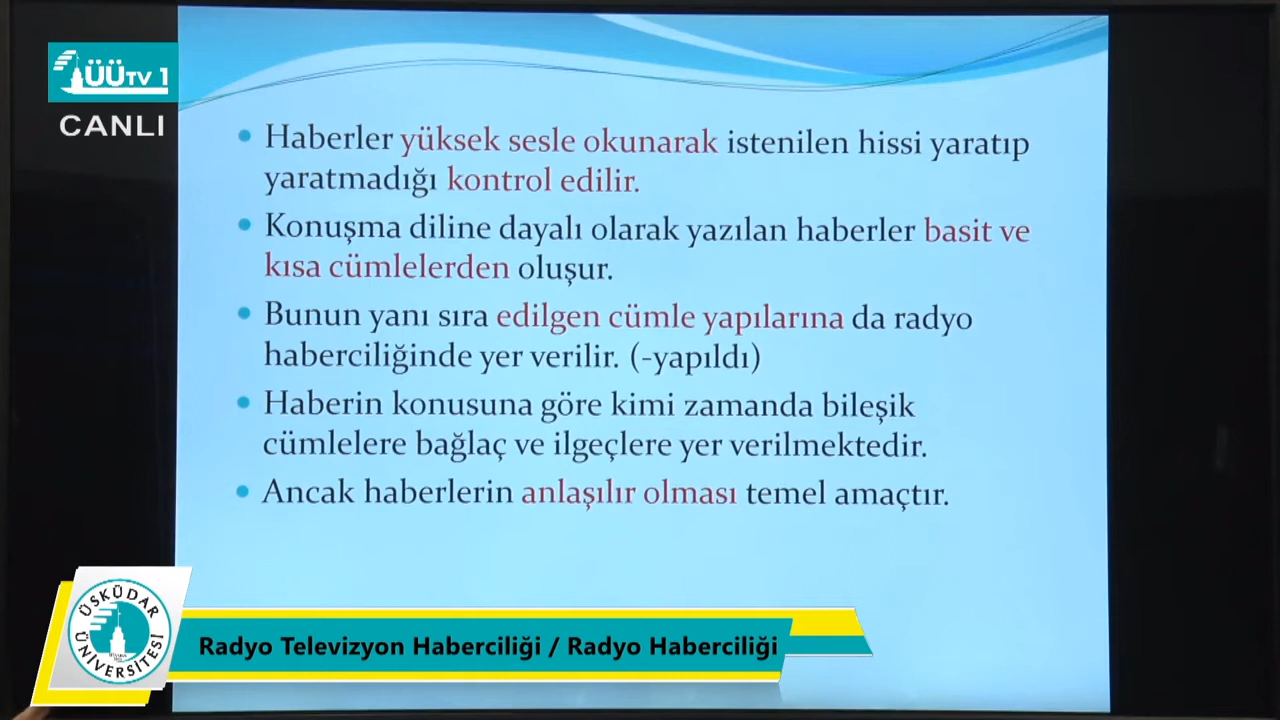 ÜÜTV 1
CANLI
• Haberler yüksek sesle okunarak istenilen hissi yaratıp
yaratmadığı kontrol edilir.
• Konuşma diline dayalı olarak yazılan haberler basit ve
kısa cümlelerden oluşur.
• Bunun yanı sıra edilgen cümle yapılarına da radyo
haberciliğinde yer verilir. (-yapıldı)
• Haberin konusuna göre kimi zamanda bileşik
cümlelere bağlaç ve ilgeçlere yer verilmektedir.
• Ancak haberlerin anlaşılır olması temel amaçtır.
ÜSKÜDAR
ÜNİVERSİTESİ
Radyo Televizyon Haberciliği / Radyo Haberciliği